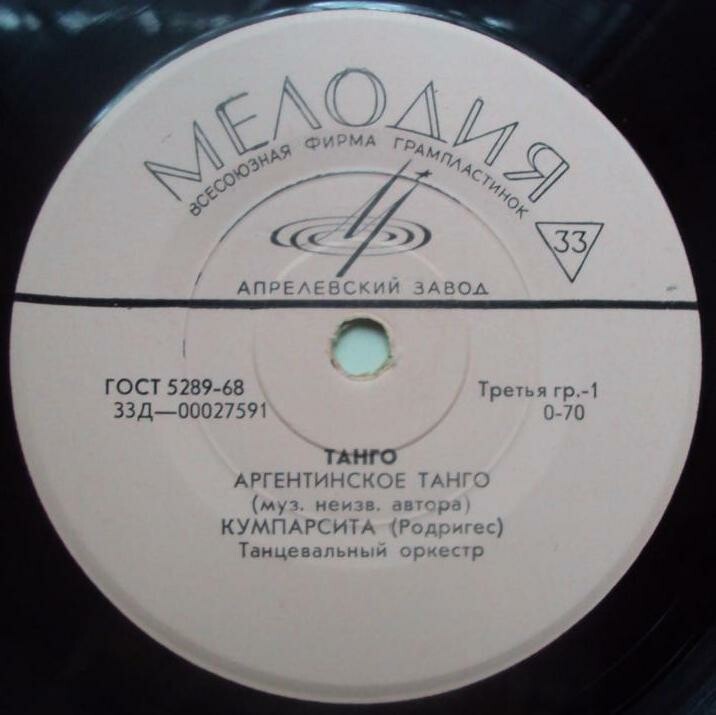 МЕЛОДИЯ
ВСЕСОЮЗНАЯ ФИРМА ГРАМПЛАСТИНОК
33
АПРЕЛЕВСКИЙ ЗАВОД
ГОСТ 5289-68
Третья гр.-1
33Д—00027591
0-70
ТАНГО
АРГЕНТИНСКОЕ ТАНГО
(муз. неизв. автора)
КУМПАРСИТА (Родригес)
Танцевальный оркестр